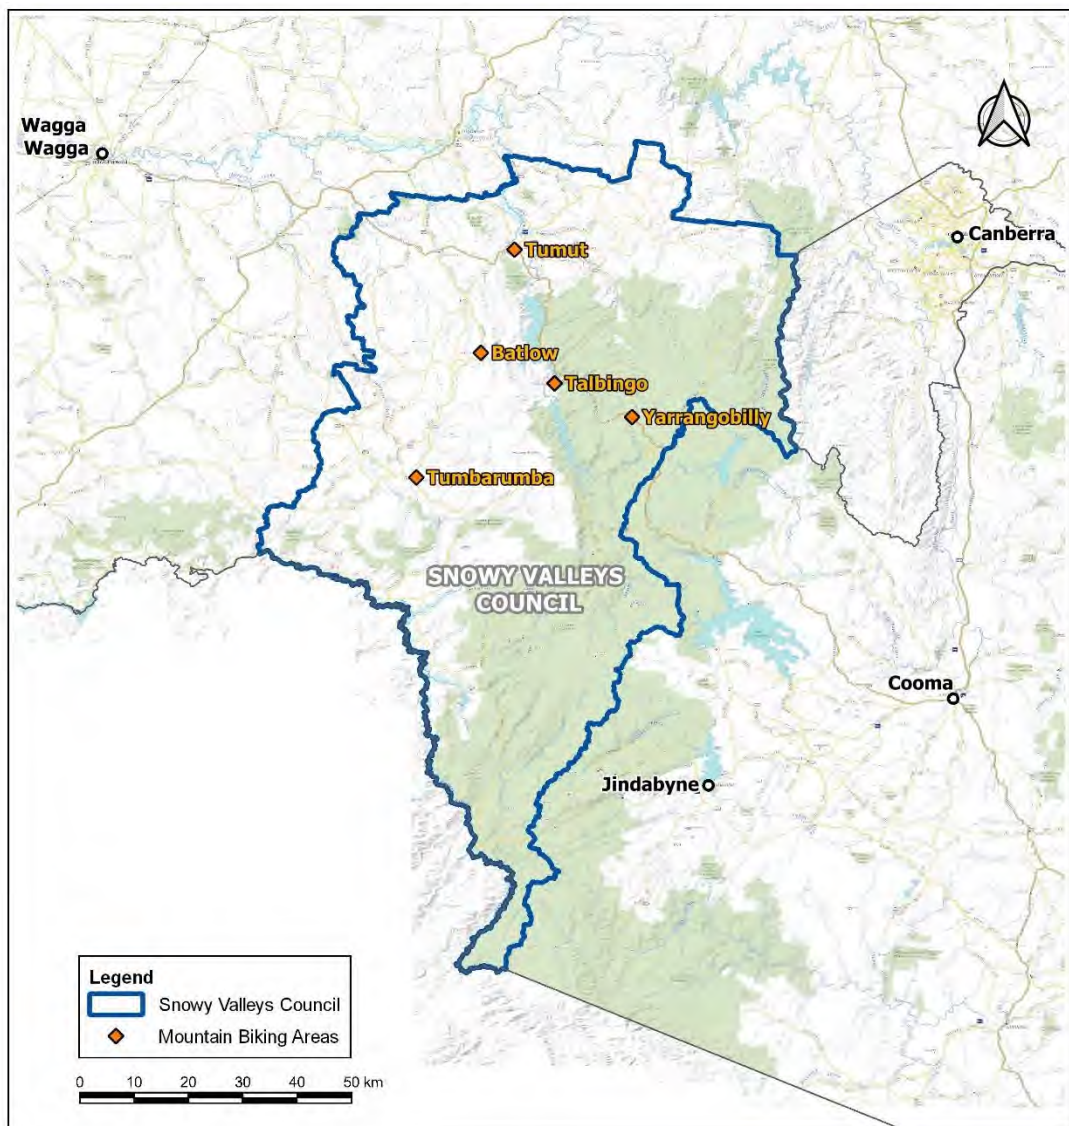 Wagga
Wagga
Canberra
Tumut
Batlow
Talbingo
Yarrangobilly
Tumbarumba
SNOWY VALLEYS
COUNCIL
Cooma
Jindabyne
Legend
Snowy Valleys Council
Mountain Biking Areas
0 10 20 30 40 50 km